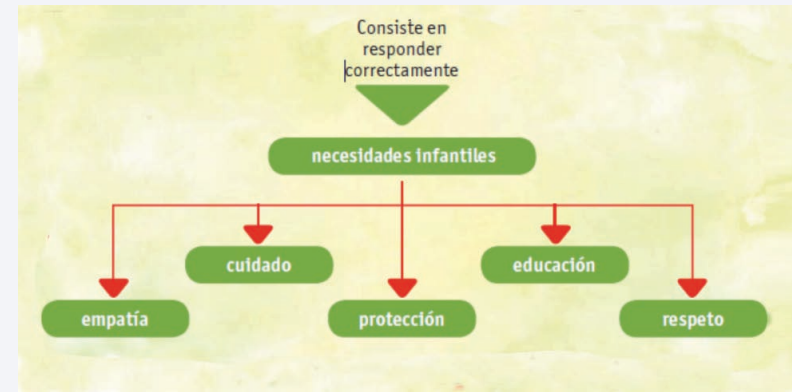 Consiste en
responder
correctamente
necesidades infantiles
cuidado
educación
empatía
protección
respeto